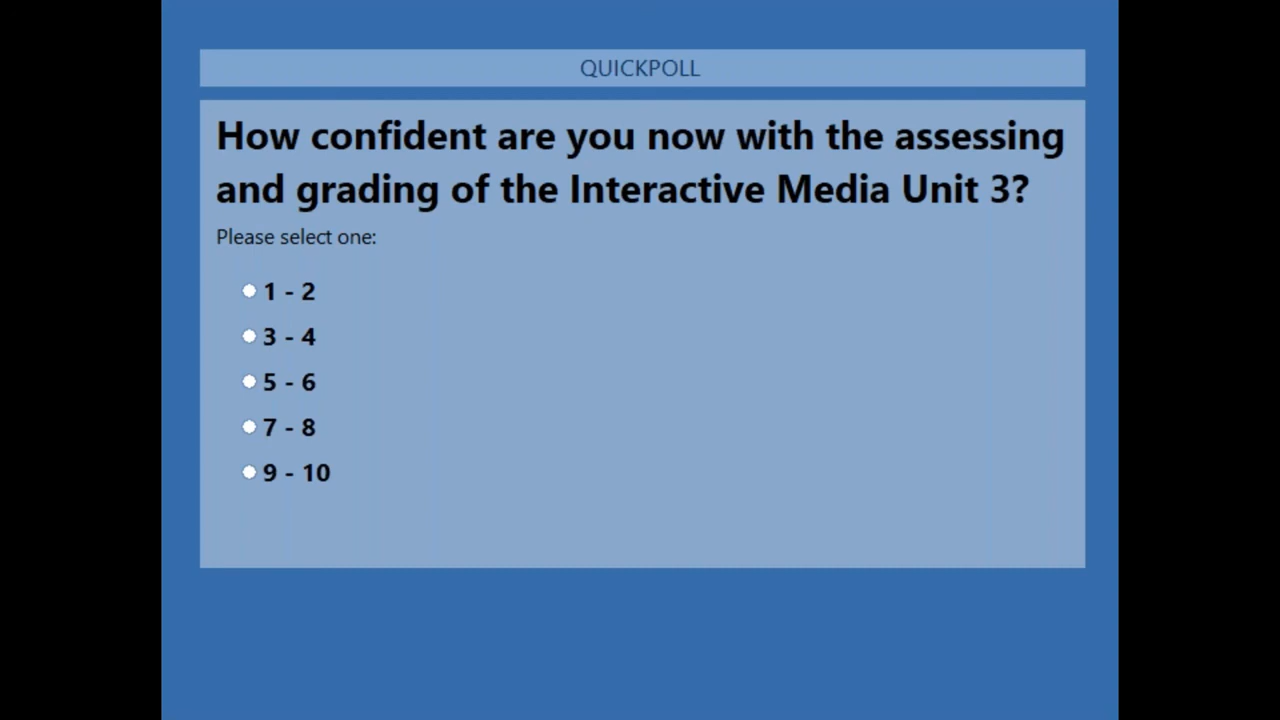 QUICKPOLL
How confident are you now with the assessing
and grading of the Interactive Media Unit 3?
Please select one:
1 - 2
3 - 4
5 - 6
7 - 8
9 - 10